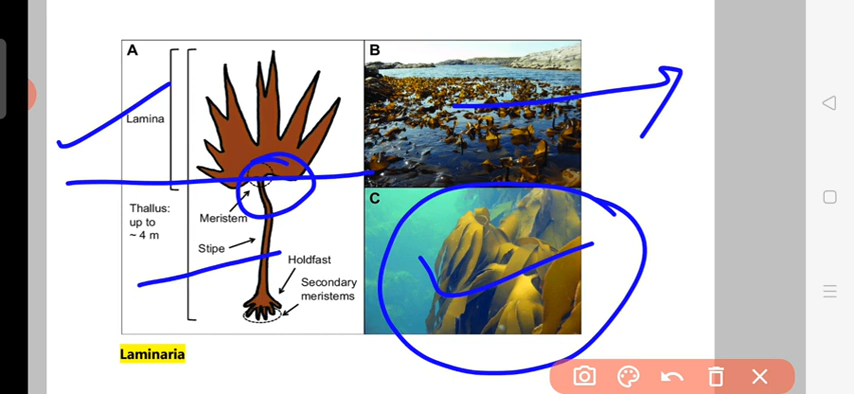 A
B
Lamina
C
Thallus:
up to
~ 4 m
Meristem
Stipe
Holdfast
Secondary
meristems
Laminaria